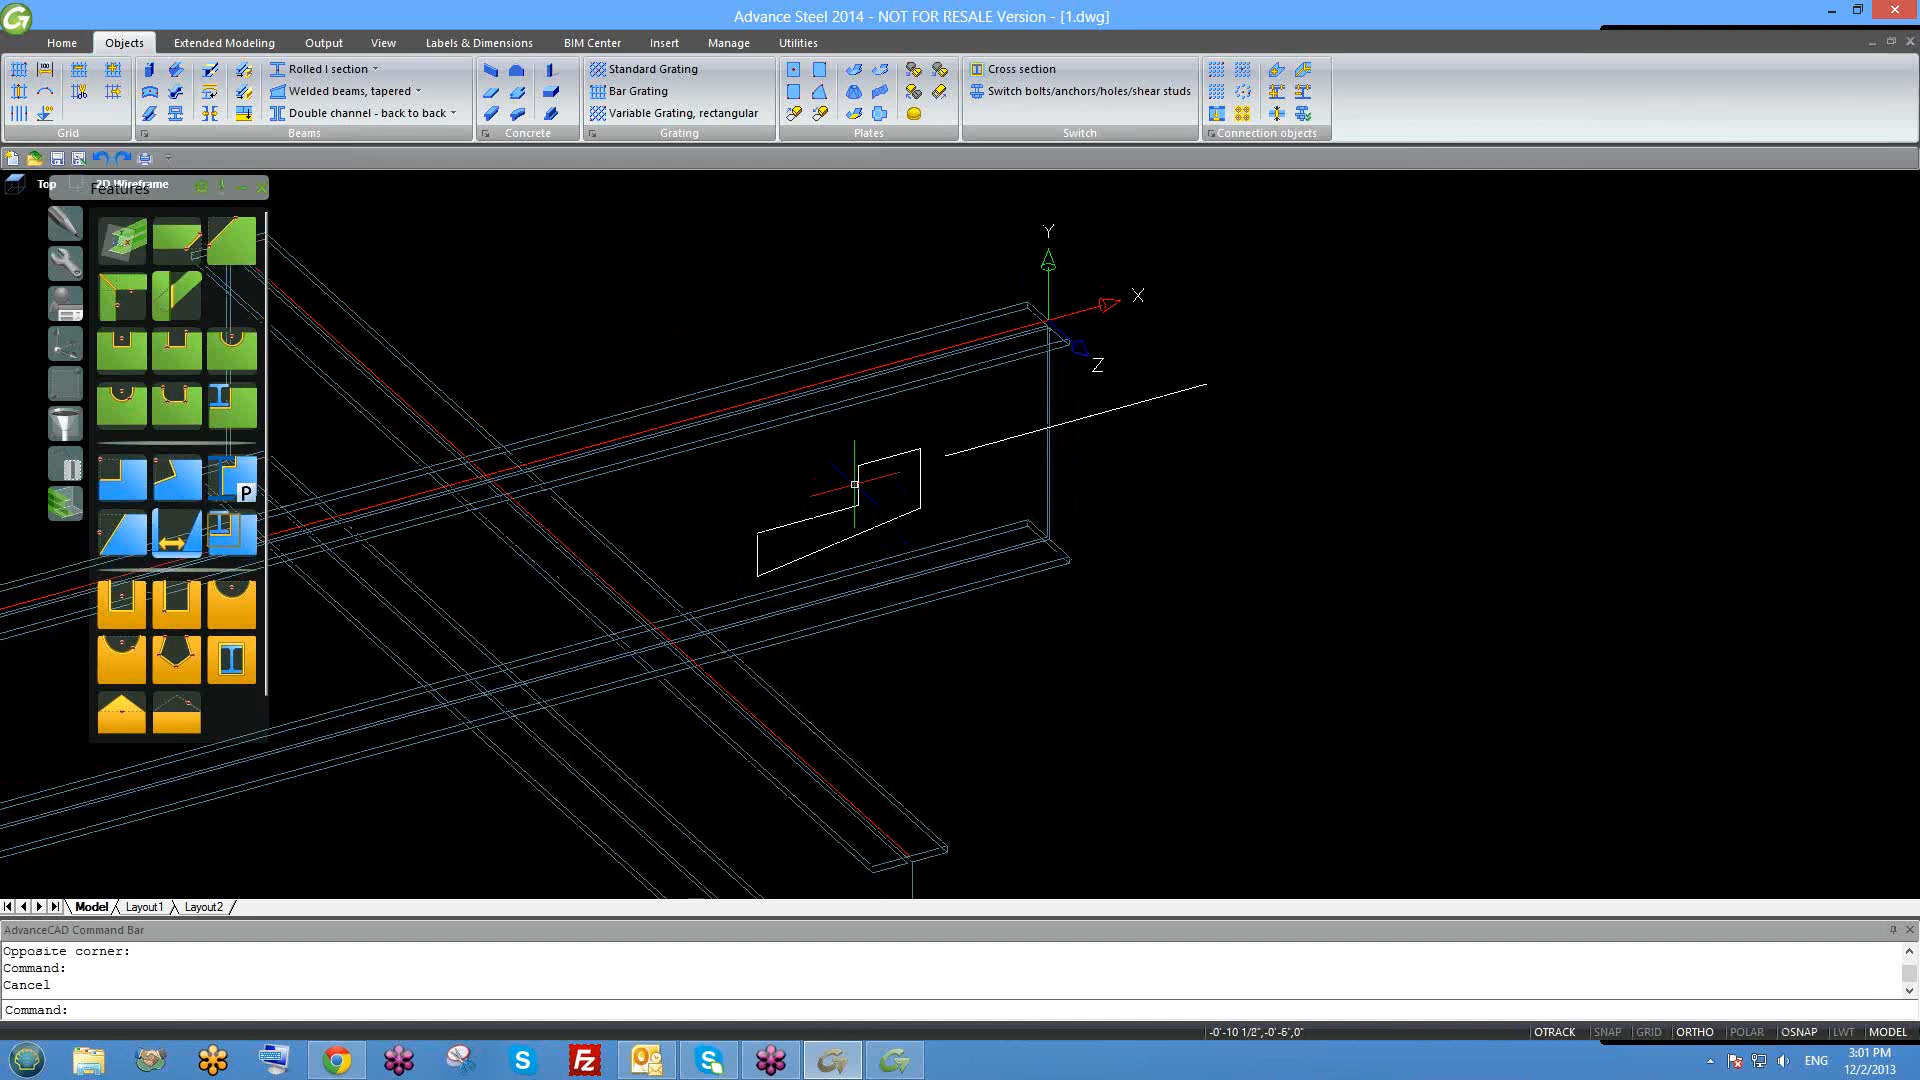 Advance Steel 2014 - NOT FOR RESALE Version - [1.dwg]
Home Objects Extended Modeling Output View Labels & Dimensions BIM Center Insert Manage Utilities
Rolled I section Standard Grating Cross section
Welded beams, tapered Bar Grating Switch bolts/anchors/holes/shear studs
Double channel - back to back Variable Grating, rectangular
Grid Beams Concrete Grating Plates Switch Connection objects
Top 2D Wireframe
Features
Y
X
Z
P
Model Layout1 Layout2
AdvanceCAD Command Bar
Opposite corner:
Command:
Cancel
Command:
-0'-10 1/2",-0'-6",0" OTRACK SNAP GRID ORTHO POLAR OSNAP LWT MODEL
ENG 3:01 PM
12/2/2013